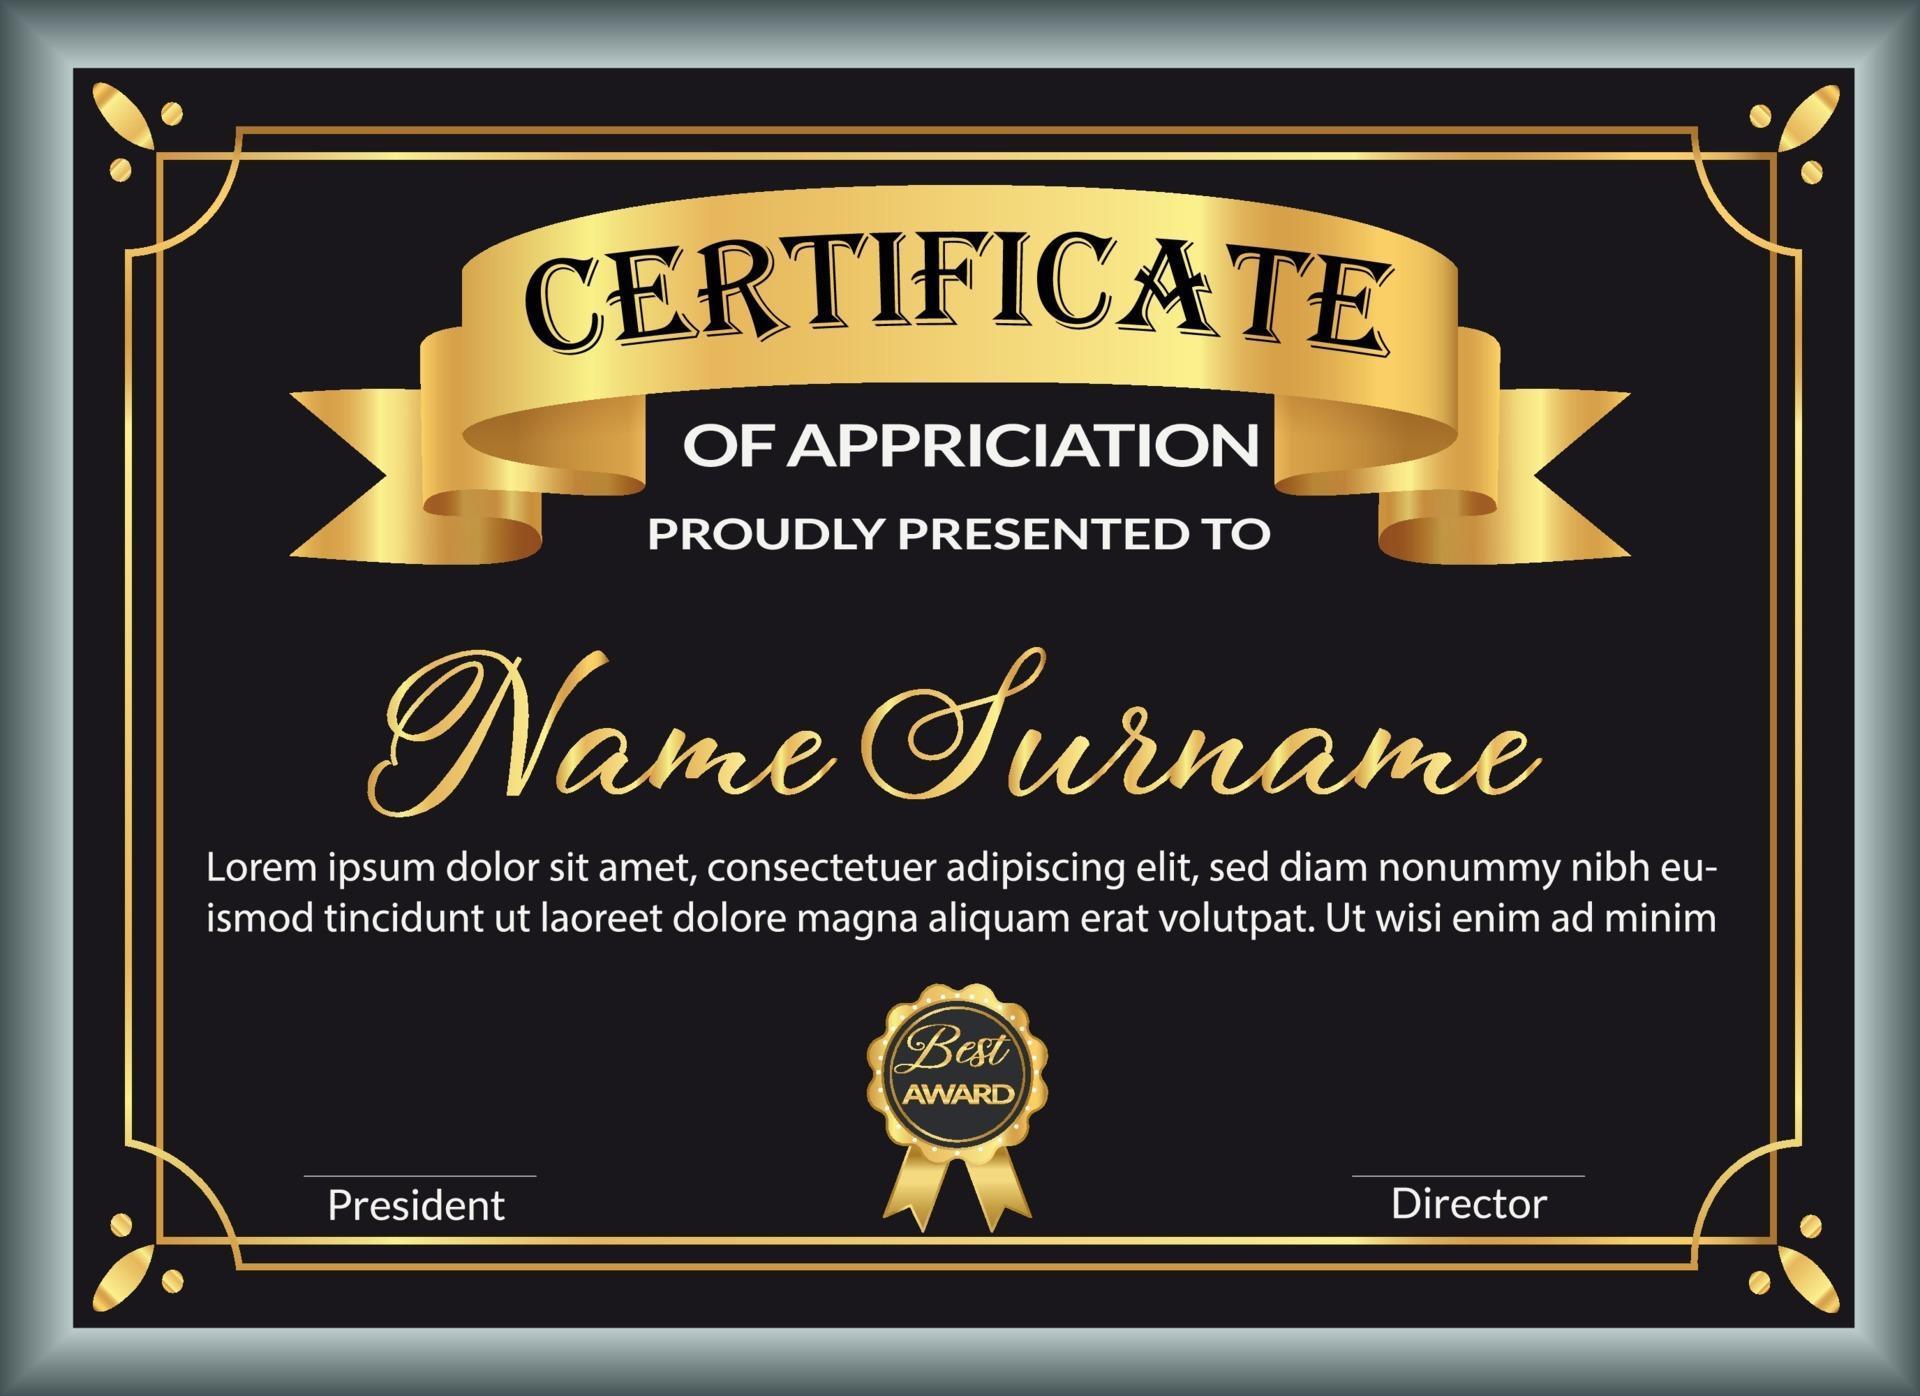 CERTIFICATE
OF APPRICIATION
PROUDLY PRESENTED TO
Name Surname
Lorem ipsum dolor sit amet, consectetuer adipiscing elit, sed diam nonummy nibh eu-
ismod tincidunt ut laoreet dolore magna aliquam erat volutpat. Ut wisi enim ad minim
Best
AWARD
President
Director